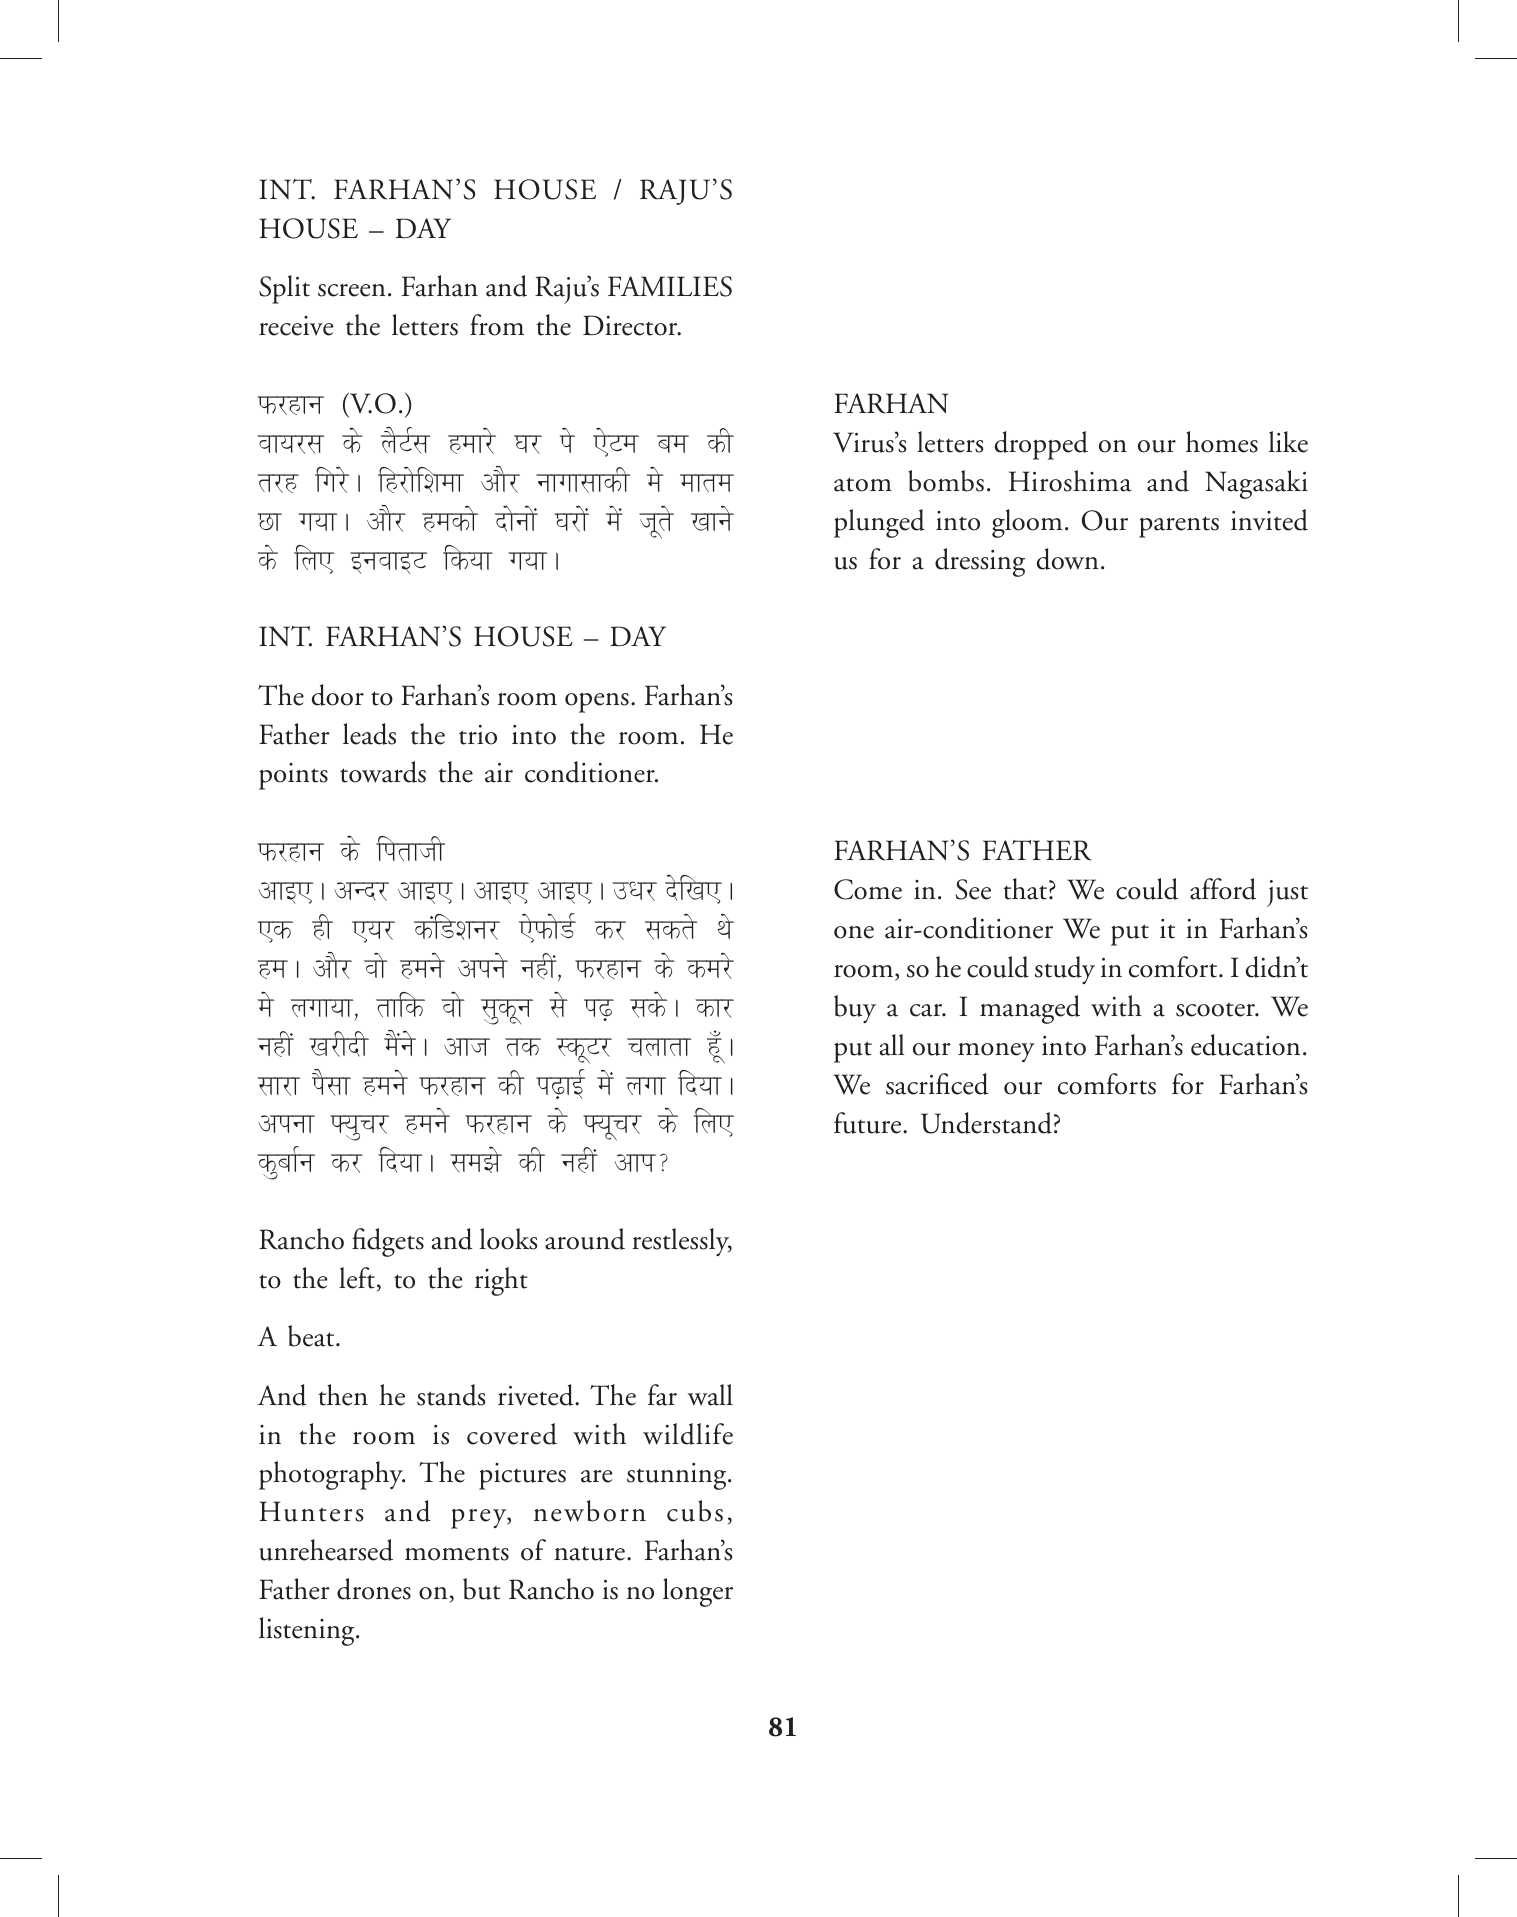 INT. FARHAN’S HOUSE / RAJU’S
HOUSE – DAY
Split screen. Farhan and Raju’s FAMILIES
receive the letters from the Director.
फरहान (V.O.)
वायरस के लैर्ट्स हमारे घर पे ऐटम बम की
तरह गिरे। हिरोशिमा और नागासाकी मे मातम
छा गया। और हमको दोनों घरों में जूते खाने
के लिए इनवाइट किया गया।
FARHAN
Virus’s letters dropped on our homes like
atom bombs. Hiroshima and Nagasaki
plunged into gloom. Our parents invited
us for a dressing down.
INT. FARHAN’S HOUSE – DAY
The door to Farhan’s room opens. Farhan’s
Father leads the trio into the room. He
points towards the air conditioner.
फरहान के पिताजी
आइए। अन्दर आइए। आइए आइए। उधर देखिए।
एक ही एयर कंडिशनर ऐफोर्ड कर सकते थे
हम। और वो हमने अपने नहीं, फरहान के कमरे
मे लगाया, ताकि वो सुकून से पढ़ सके। कार
नहीं खरीदी मैंने। आज तक स्कूटर चलाता हूँ।
सारा पैसा हमने फरहान की पढ़ाई में लगा दिया।
अपना फ्युचर हमने फरहान के फ्यूचर के लिए
कुर्बान कर दिया। समझे की नहीं आप?
FARHAN’S FATHER
Come in. See that? We could afford just
one air-conditioner We put it in Farhan’s
room, so he could study in comfort. I didn’t
buy a car. I managed with a scooter. We
put all our money into Farhan’s education.
We sacrificed our comforts for Farhan’s
future. Understand?
Rancho fidgets and looks around restlessly,
to the left, to the right
A beat.
And then he stands riveted. The far wall
in the room is covered with wildlife
photography. The pictures are stunning.
Hunters and prey, newborn cubs,
unrehearsed moments of nature. Farhan’s
Father drones on, but Rancho is no longer
listening.
81